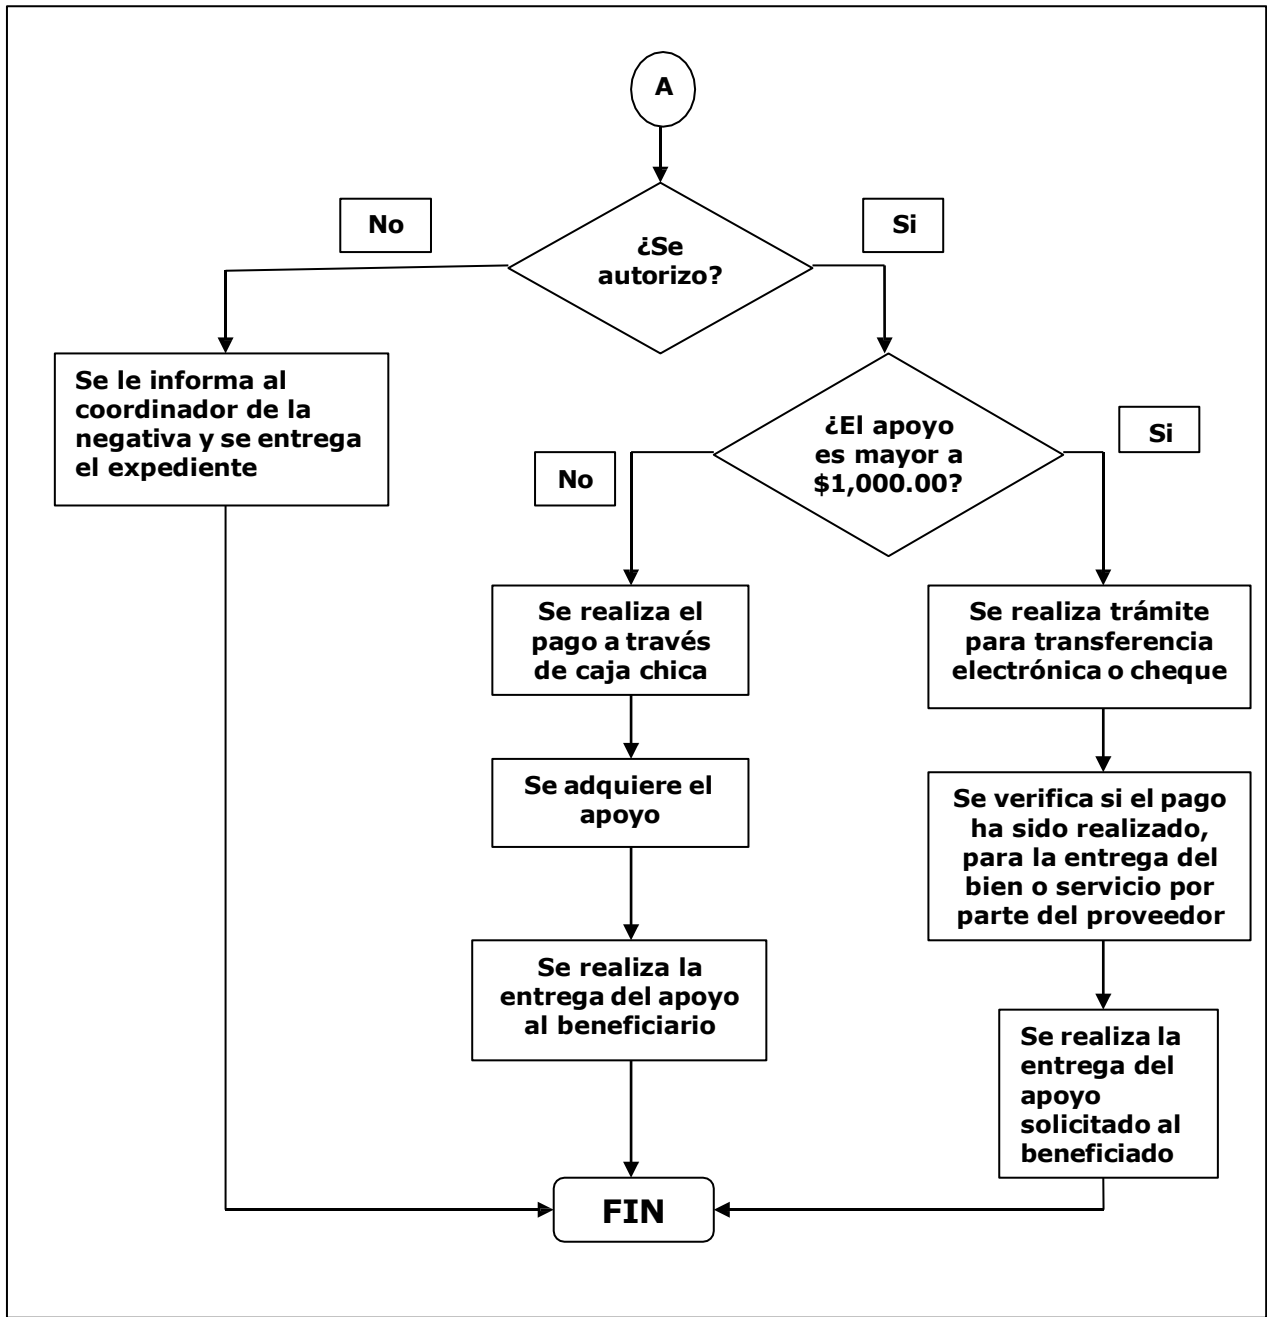 A
No
Si
¿Se
autorizo?
Se le informa al
coordinador de la
negativa y se entrega
el expediente
¿El apoyo
es mayor a
$1,000.00?
Si
No
Se realiza el
pago a través
de caja chica
Se realiza trámite
para transferencia
electrónica o cheque
Se adquiere el
apoyo
Se verifica si el pago
ha sido realizado,
para la entrega del
bien o servicio por
parte del proveedor
Se realiza la
entrega del apoyo
al beneficiario
Se realiza la
entrega del
apoyo
solicitado al
beneficiado
FIN